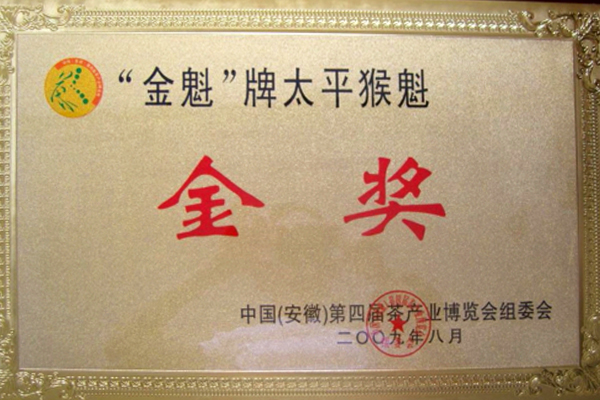 “金魁”牌太平猴魁
金奖
中国(安徽)第四届茶产业博览会组委会
二〇〇九年八月